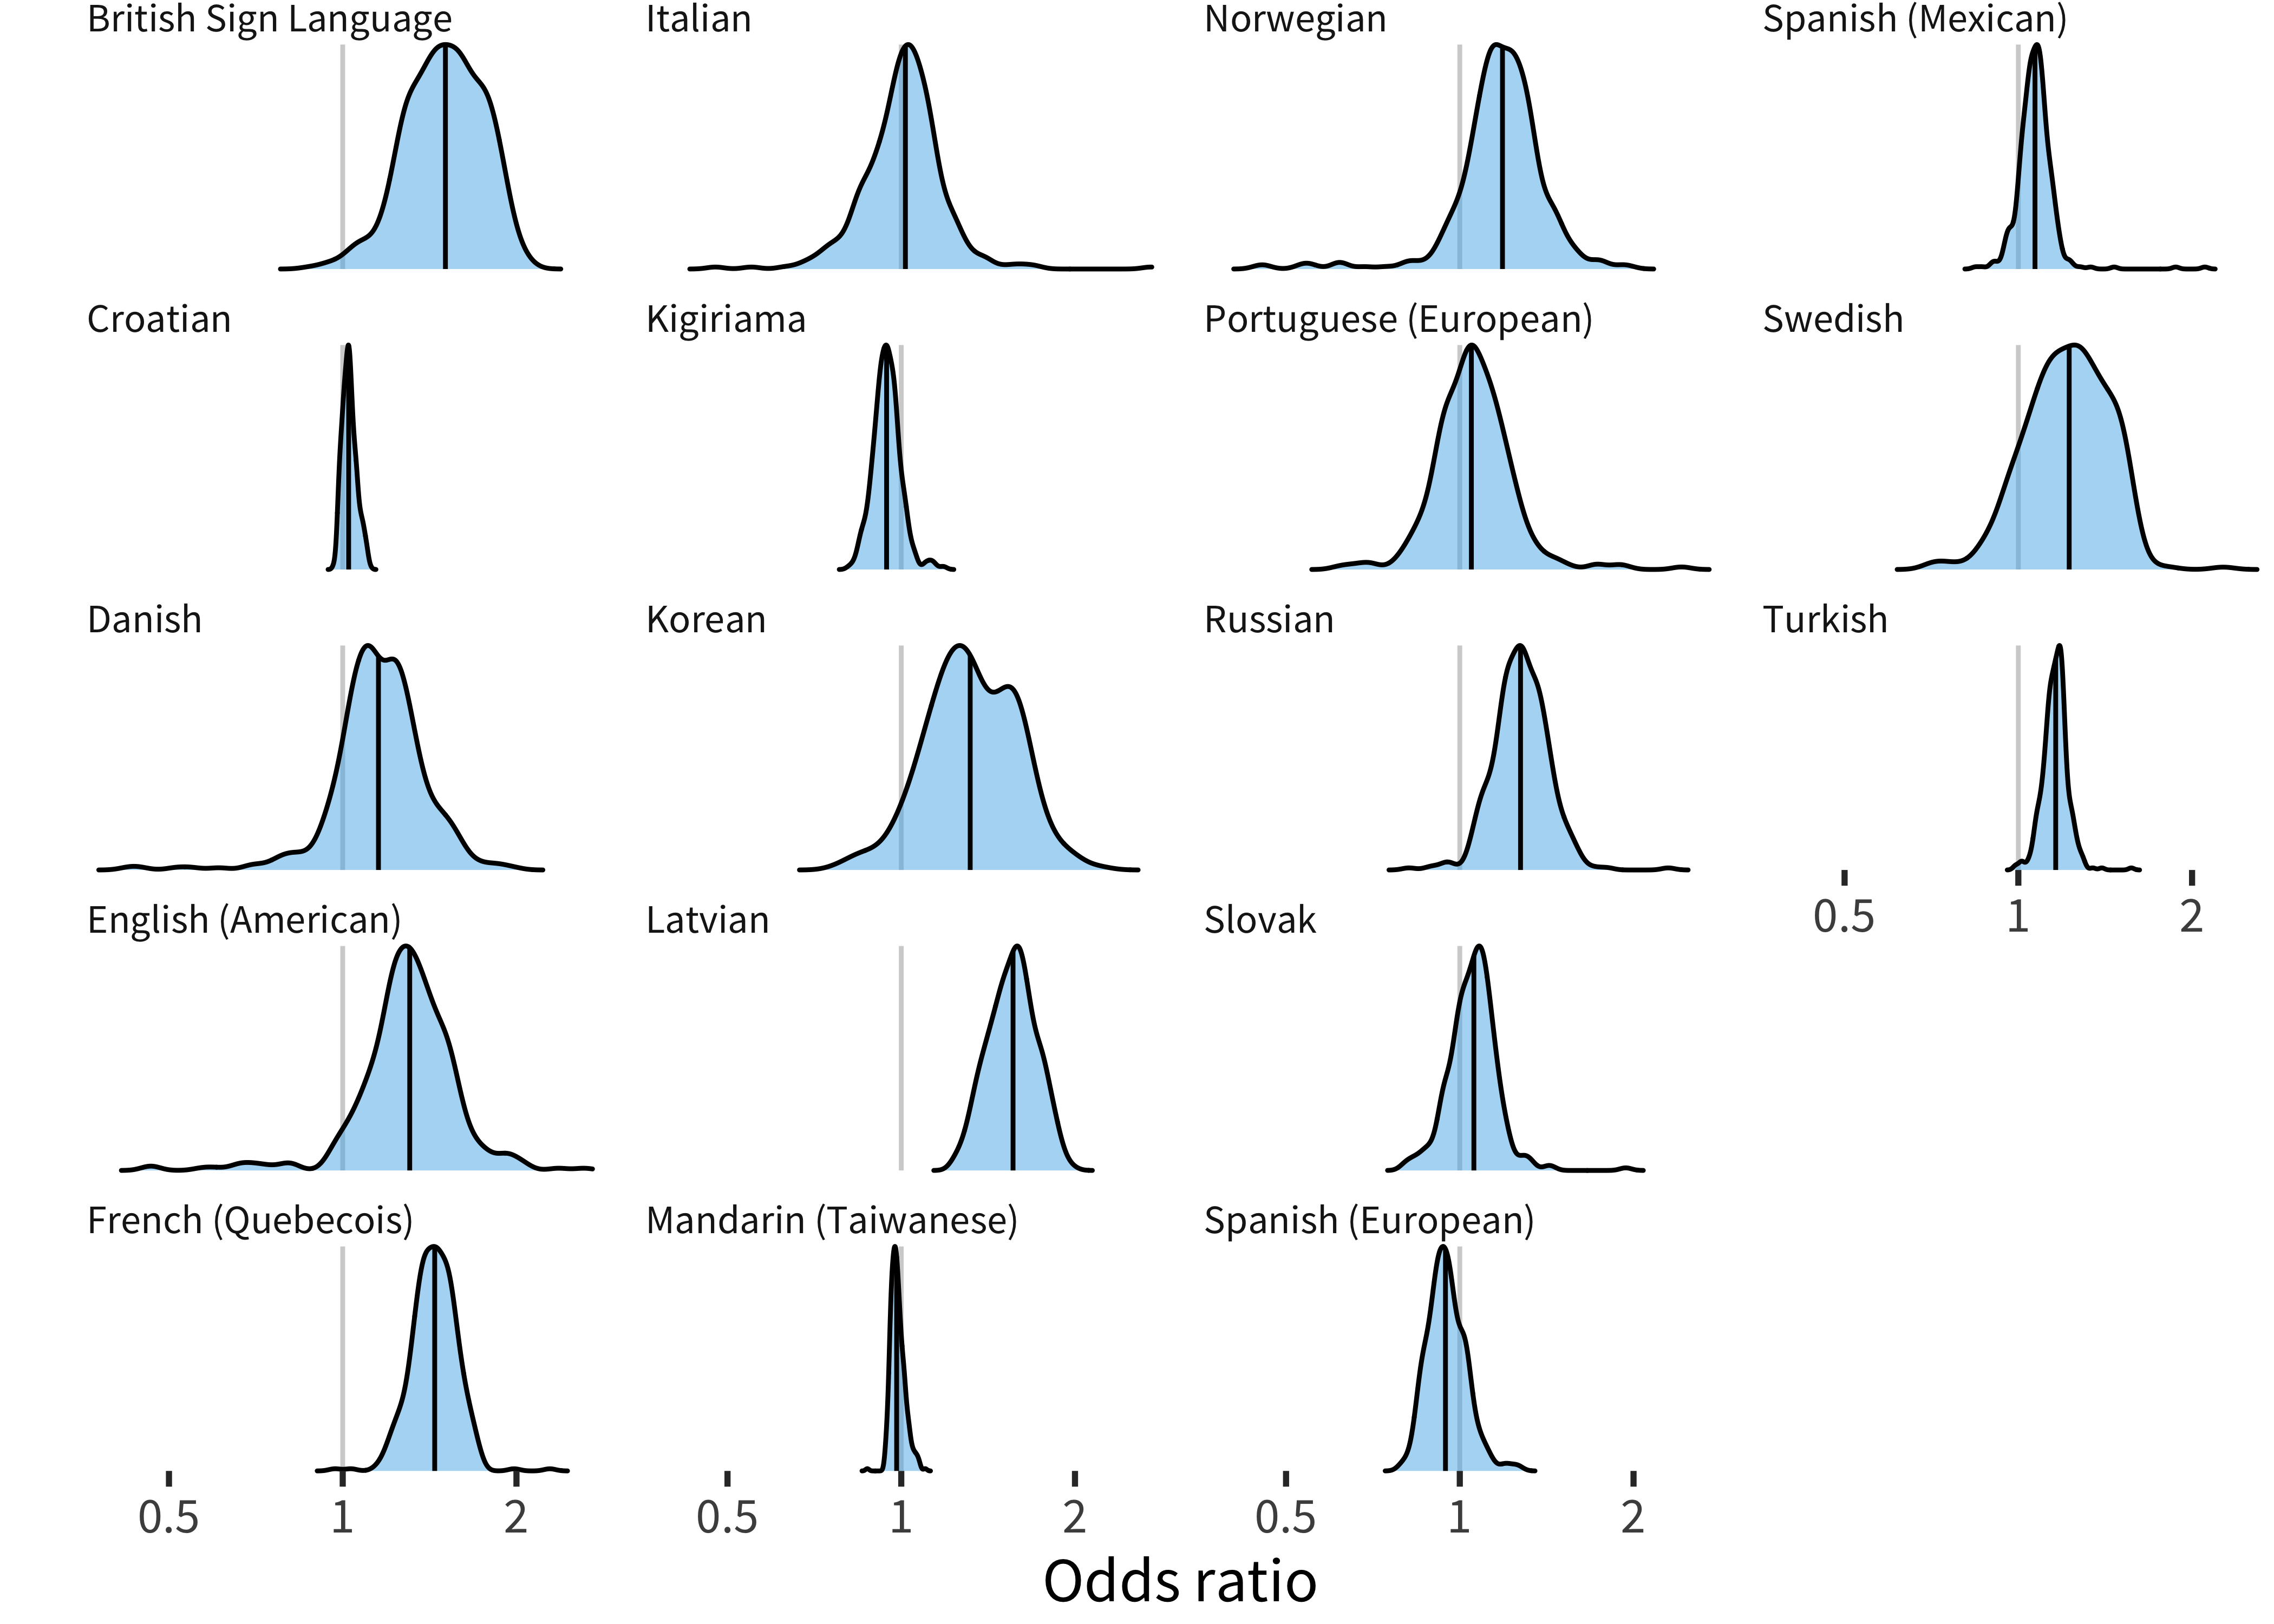 British Sign Language
Italian
Norwegian
Spanish (Mexican)
Croatian
Kigiriama
Portuguese (European)
Swedish
Danish
Korean
Russian
Turkish
0.5 1 2
English (American)
Latvian
Slovak
French (Quebecois)
Mandarin (Taiwanese)
Spanish (European)
0.5 1 2
0.5 1 2
0.5 1 2
Odds ratio